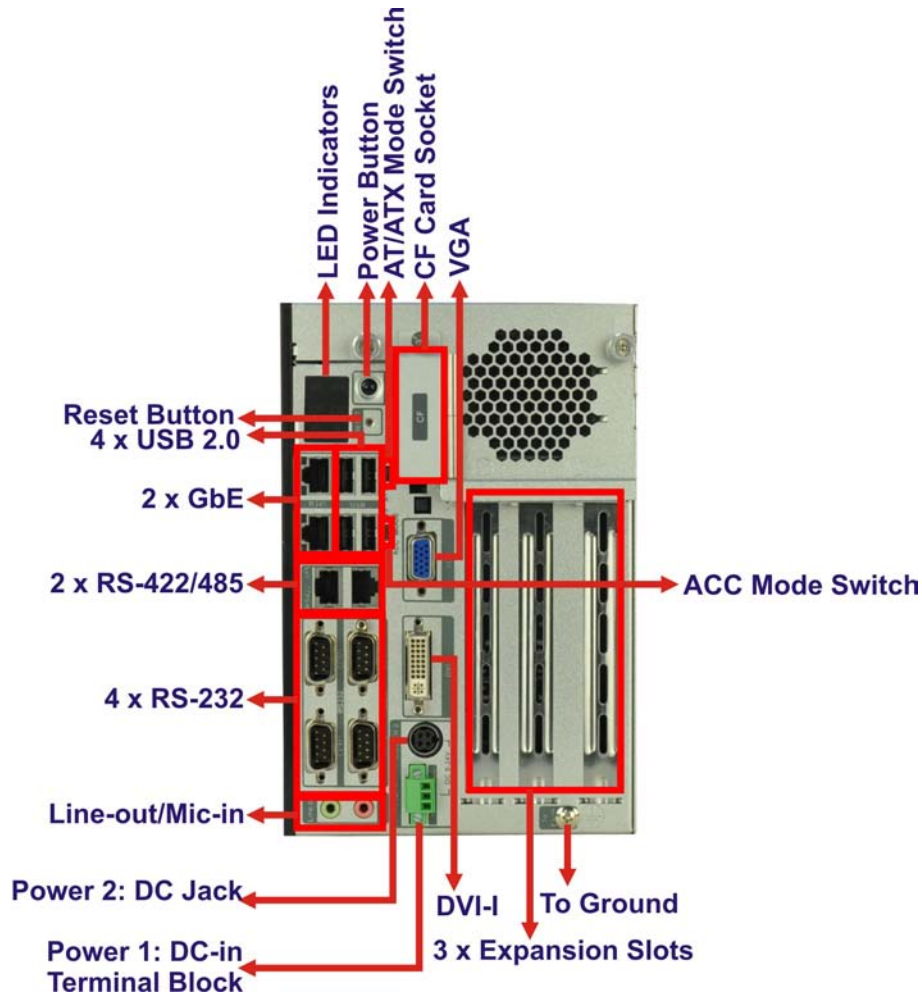 LED Indicators
Power Button
AT/ATX Mode Switch
CF Card Socket
VGA
Reset Button
4 x USB 2.0
2 x GbE
2 x RS-422/485
4 x RS-232
Line-out/Mic-in
Power 2: DC Jack
Power 1: DC-in
Terminal Block
DVI-I
To Ground
3 x Expansion Slots
ACC Mode Switch
CF